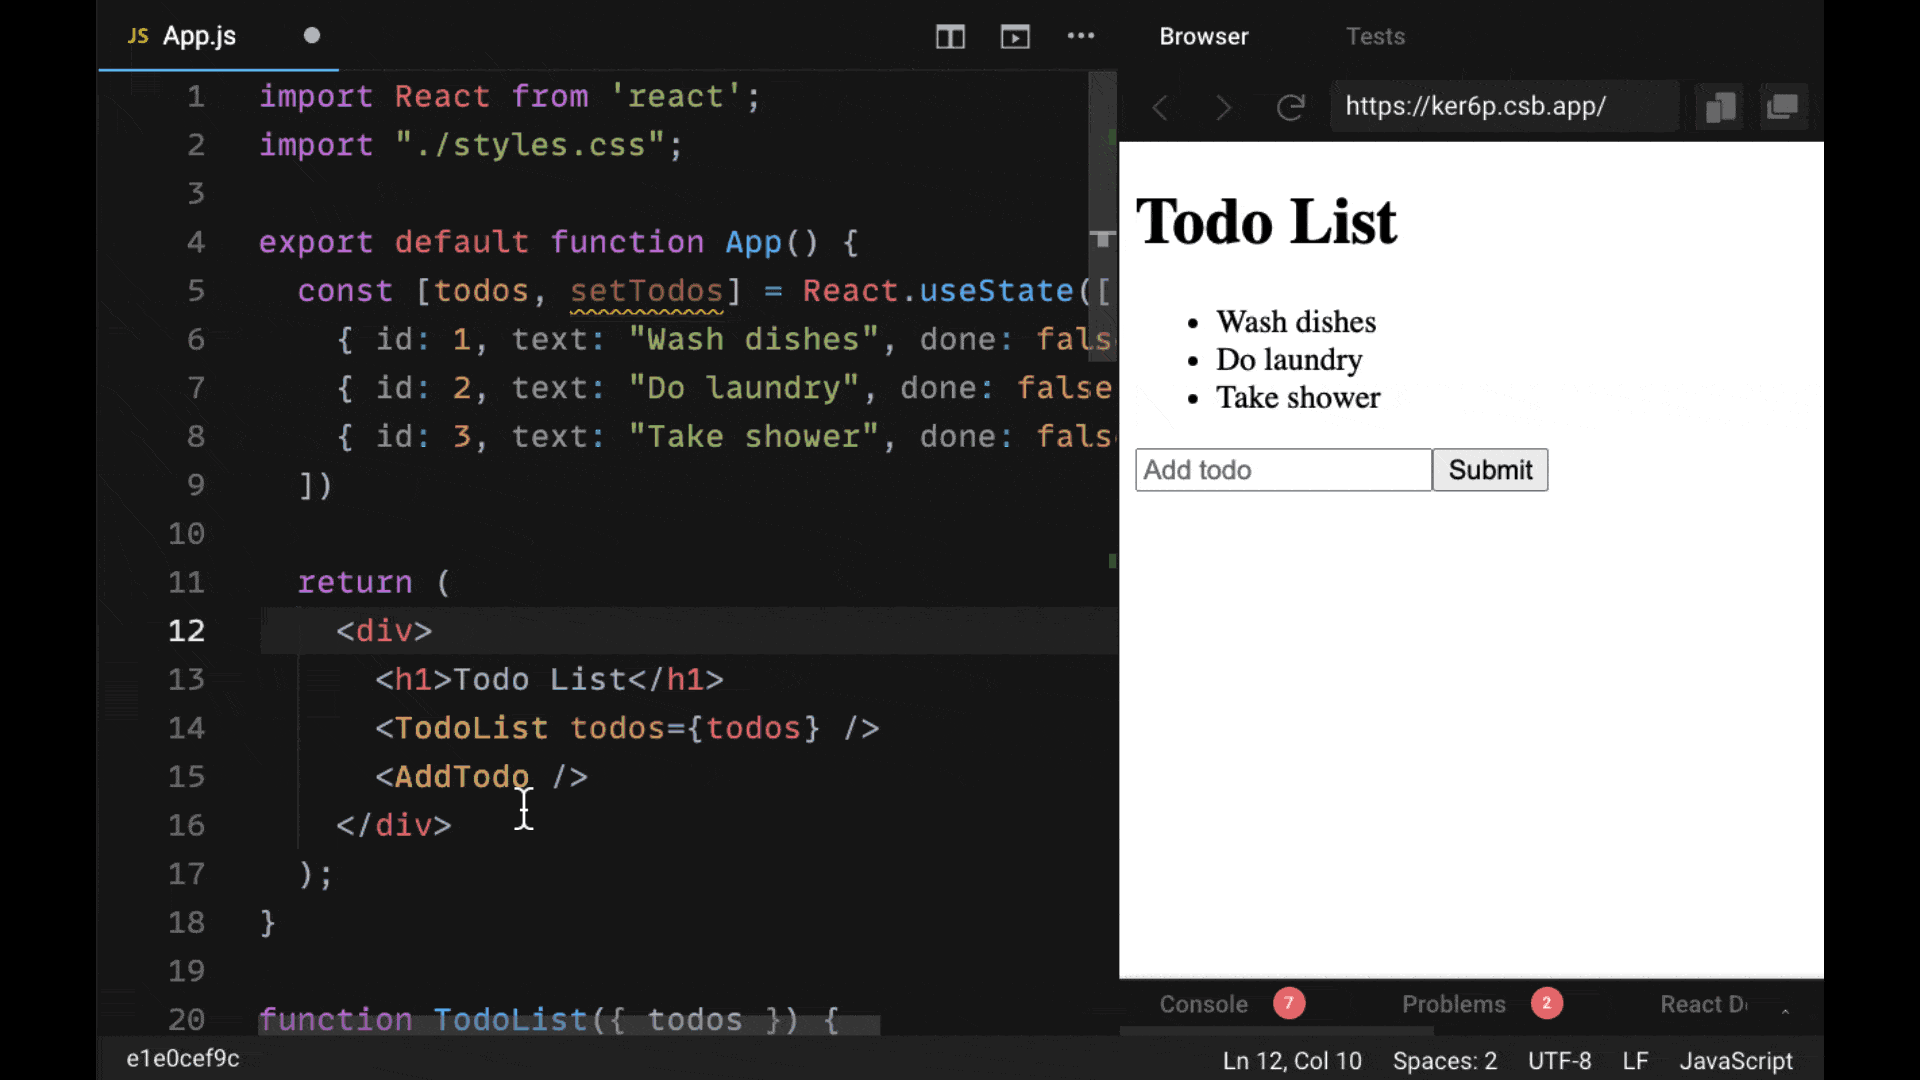 JS App.js
1 import React from 'react';
2 import "./styles.css";
3
4 export default function App() {
5 const [todos, setTodos] = React.useState([
6 { id: 1, text: "Wash dishes", done: fals
7 { id: 2, text: "Do laundry", done: false
8 { id: 3, text: "Take shower", done: fals
9 ])
10
11 return (
12 <div>
13 <h1>Todo List</h1>
14 <TodoList todos={todos} />
15 <AddTodo />
16 </div>
17 );
18 }
19
20 function TodoList({ todos }) {
e1e0cef9c
Browser Tests
https://ker6p.csb.app/
Todo List
• Wash dishes
• Do laundry
• Take shower
Add todo Submit
Console 7 Problems 2 React D
Ln 12, Col 10 Spaces: 2 UTF-8 LF JavaScript